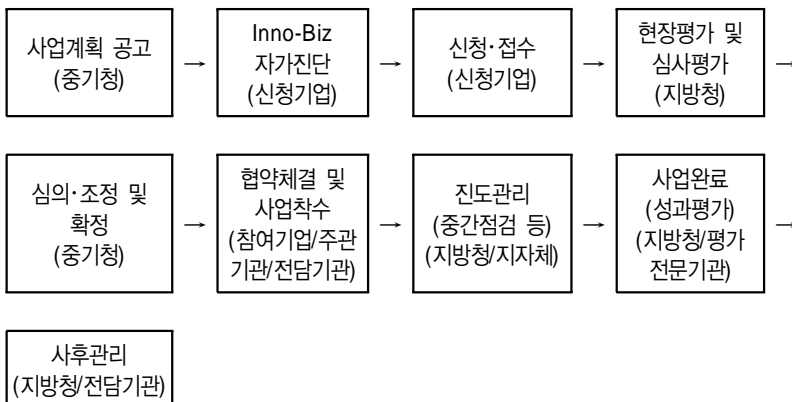 사업계획 공고
(중기청)
→
Inno-Biz
자가진단
(신청기업)
→
신청·접수
(신청기업)
→
현장평가 및
심사평가
(지방청)
→
심의·조정 및
확정
(중기청)
→
협약체결 및
사업착수
(참여기업/주관
기관/전담기관)
→
진도관리
(중간점검 등)
(지방청/지자체)
→
사업완료
(성과평가)
(지방청/평가
전문기관)
→
사후관리
(지방청/전담기관)